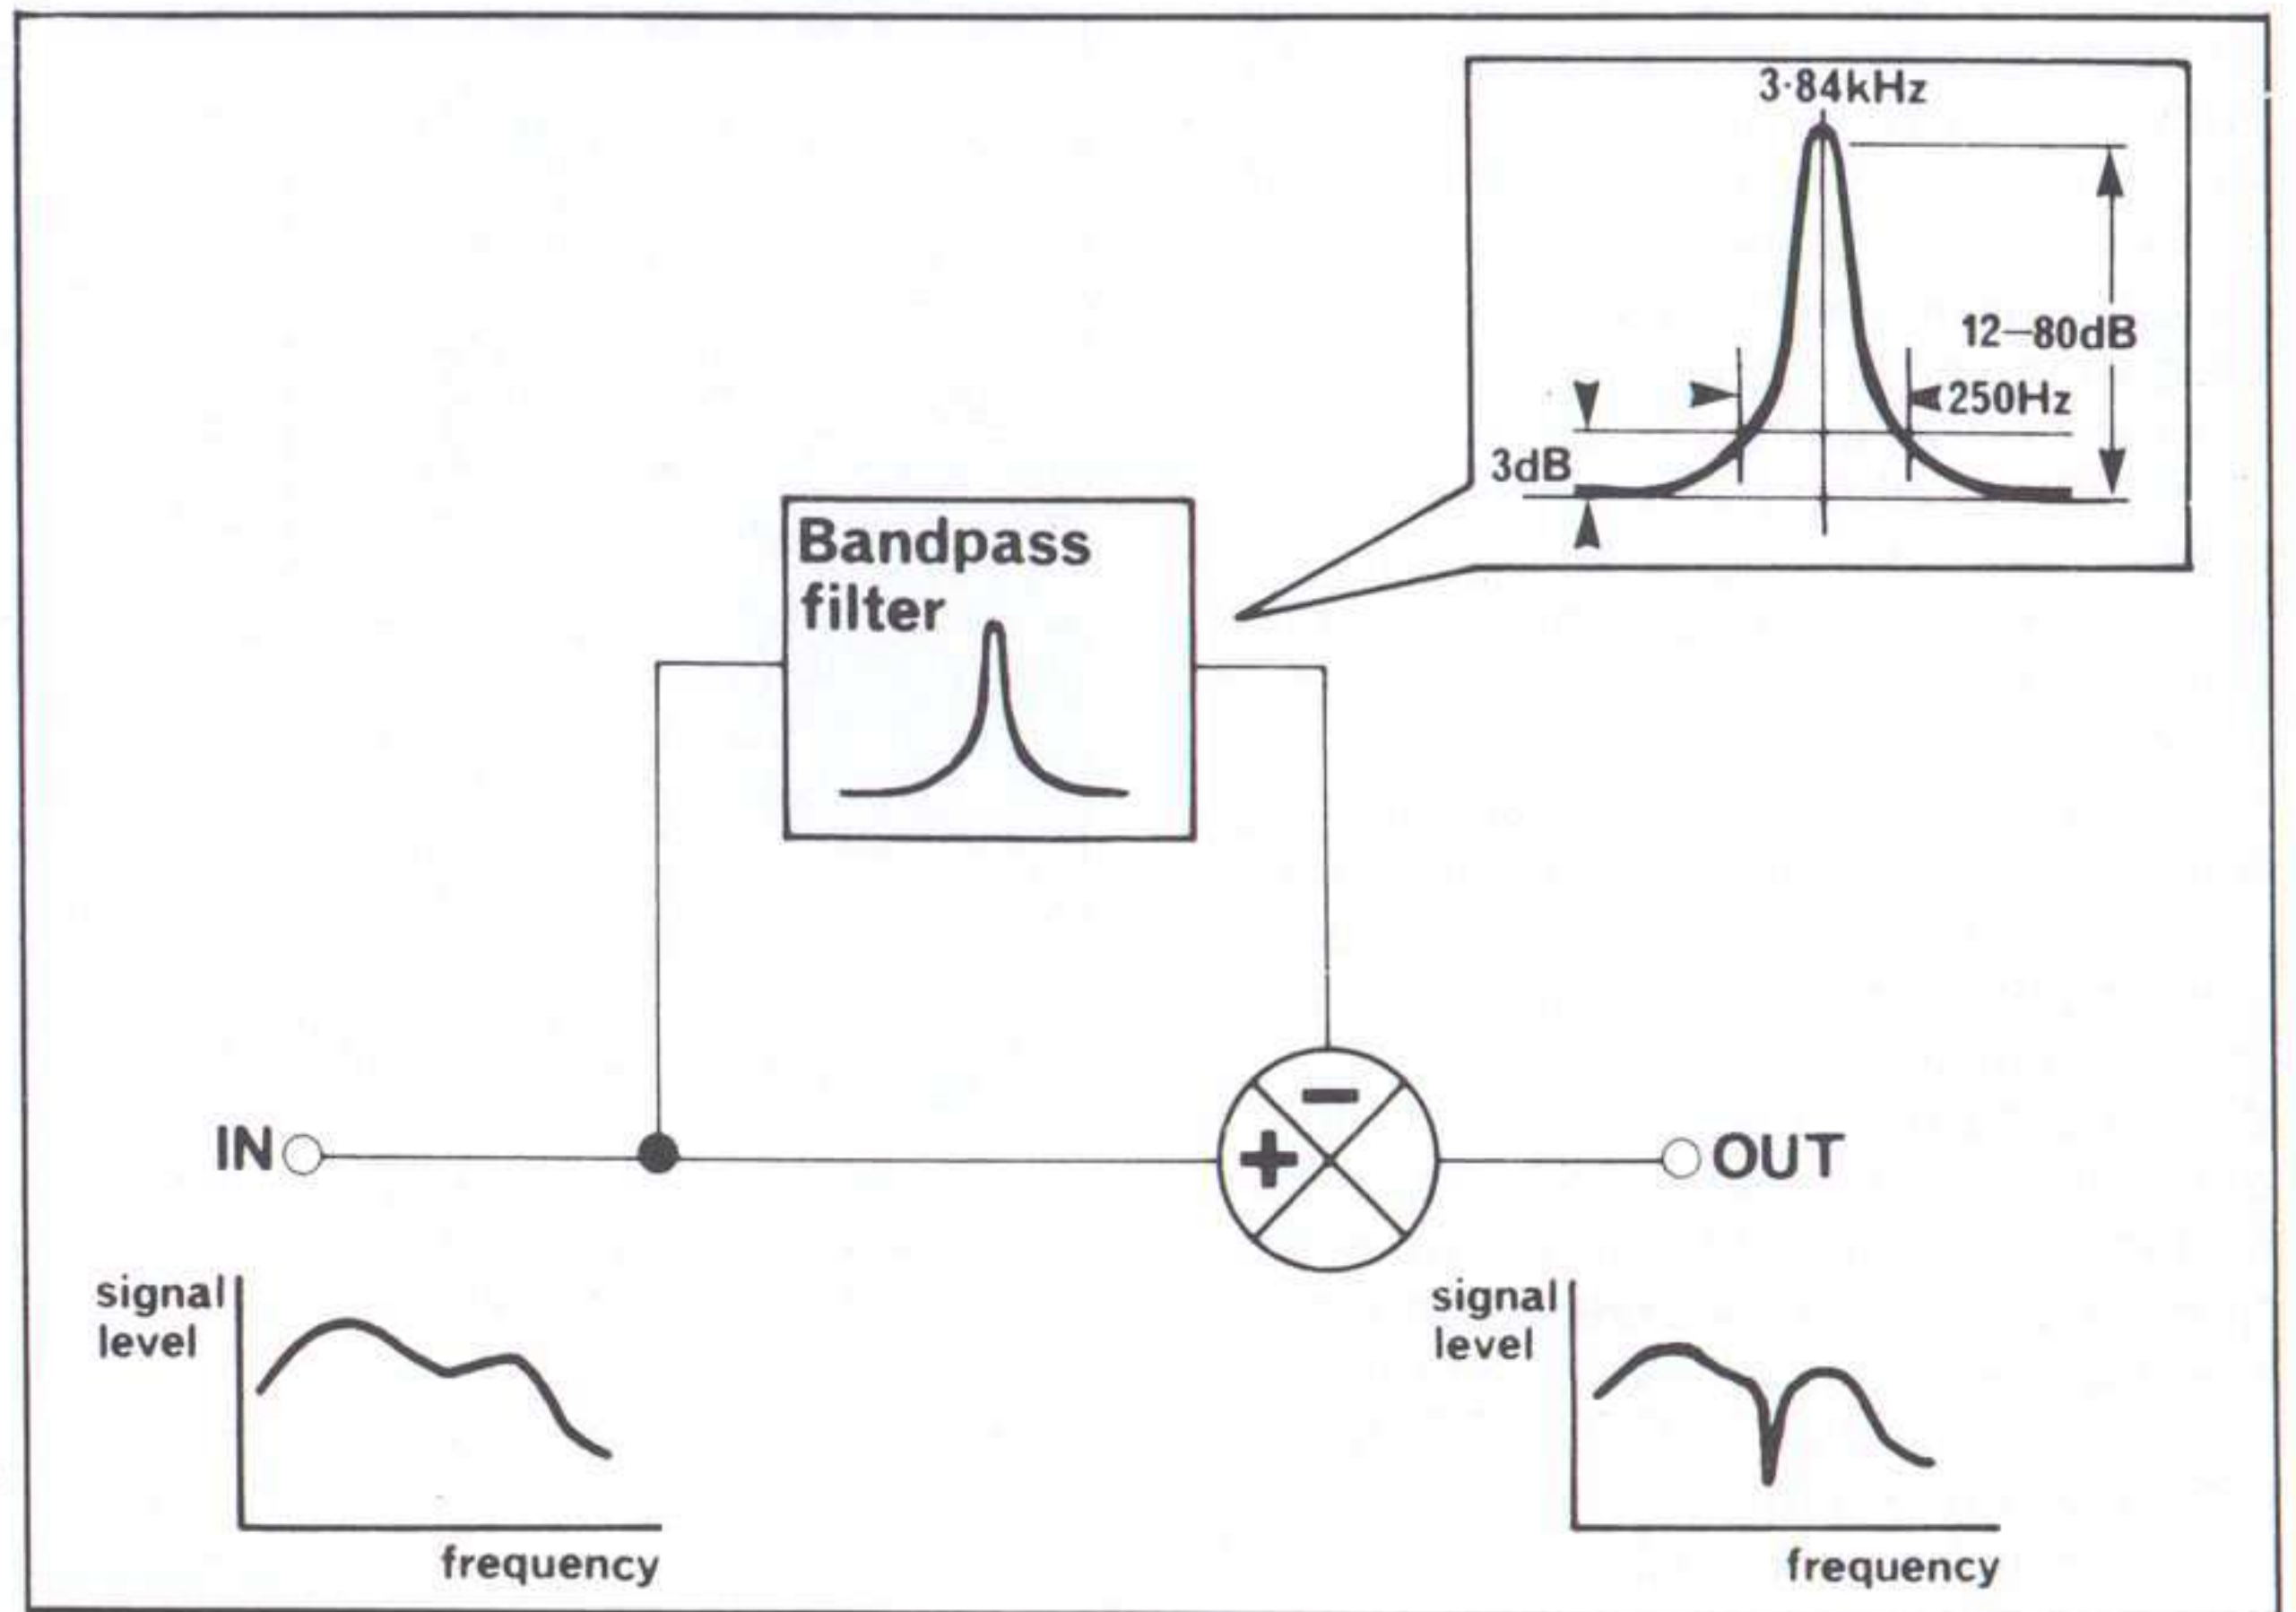 3·84kHz
12–80dB
250Hz
3dB
Bandpass
filter
–
+
IN
OUT
signal
level
frequency
signal
level
frequency